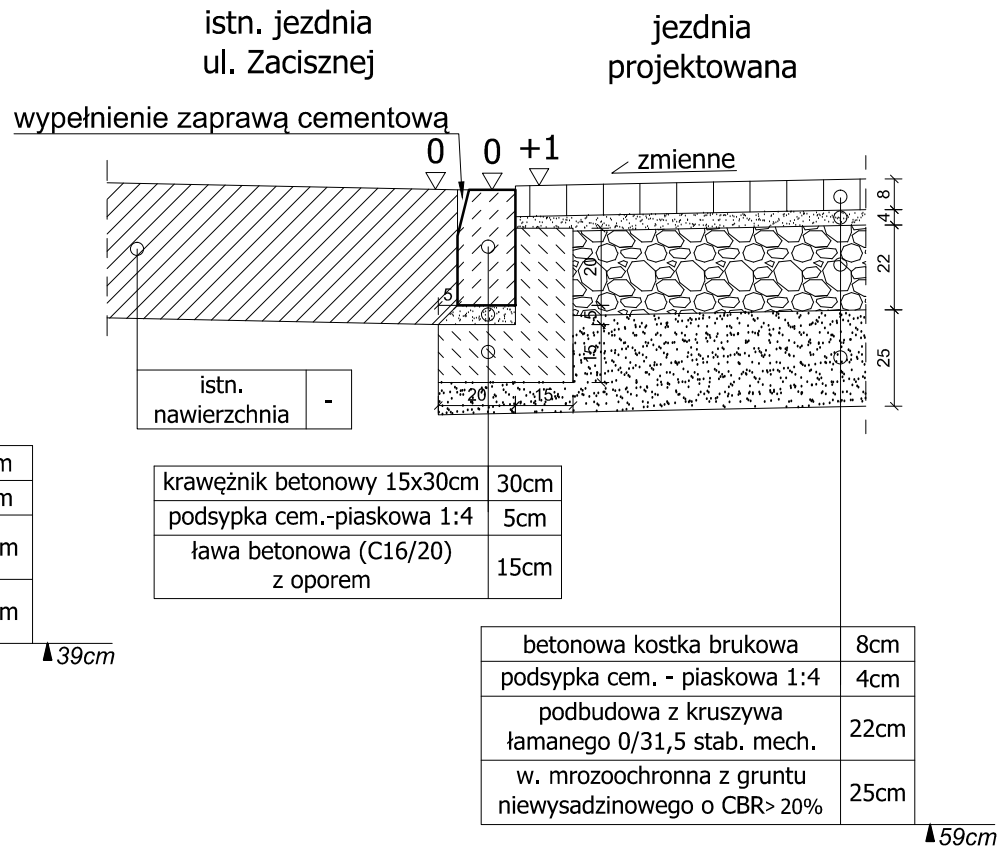 istn. jezdnia
ul. Zacisznej
jezdnia
projektowana
wypełnienie zaprawą cementową
0 0 +1
zmienne
8
4
22
25
5
20
5
15
20 15
istn.
nawierzchnia -
m
m
m
m
39cm
krawężnik betonowy 15x30cm 30cm
podsypka cem.-piaskowa 1:4 5cm
ława betonowa (C16/20)
z oporem 15cm
betonowa kostka brukowa 8cm
podsypka cem. - piaskowa 1:4 4cm
podbudowa z kruszywa
łamanego 0/31,5 stab. mech. 22cm
w. mrozoochronna z gruntu
niewysadzinowego o CBR> 20% 25cm
59cm